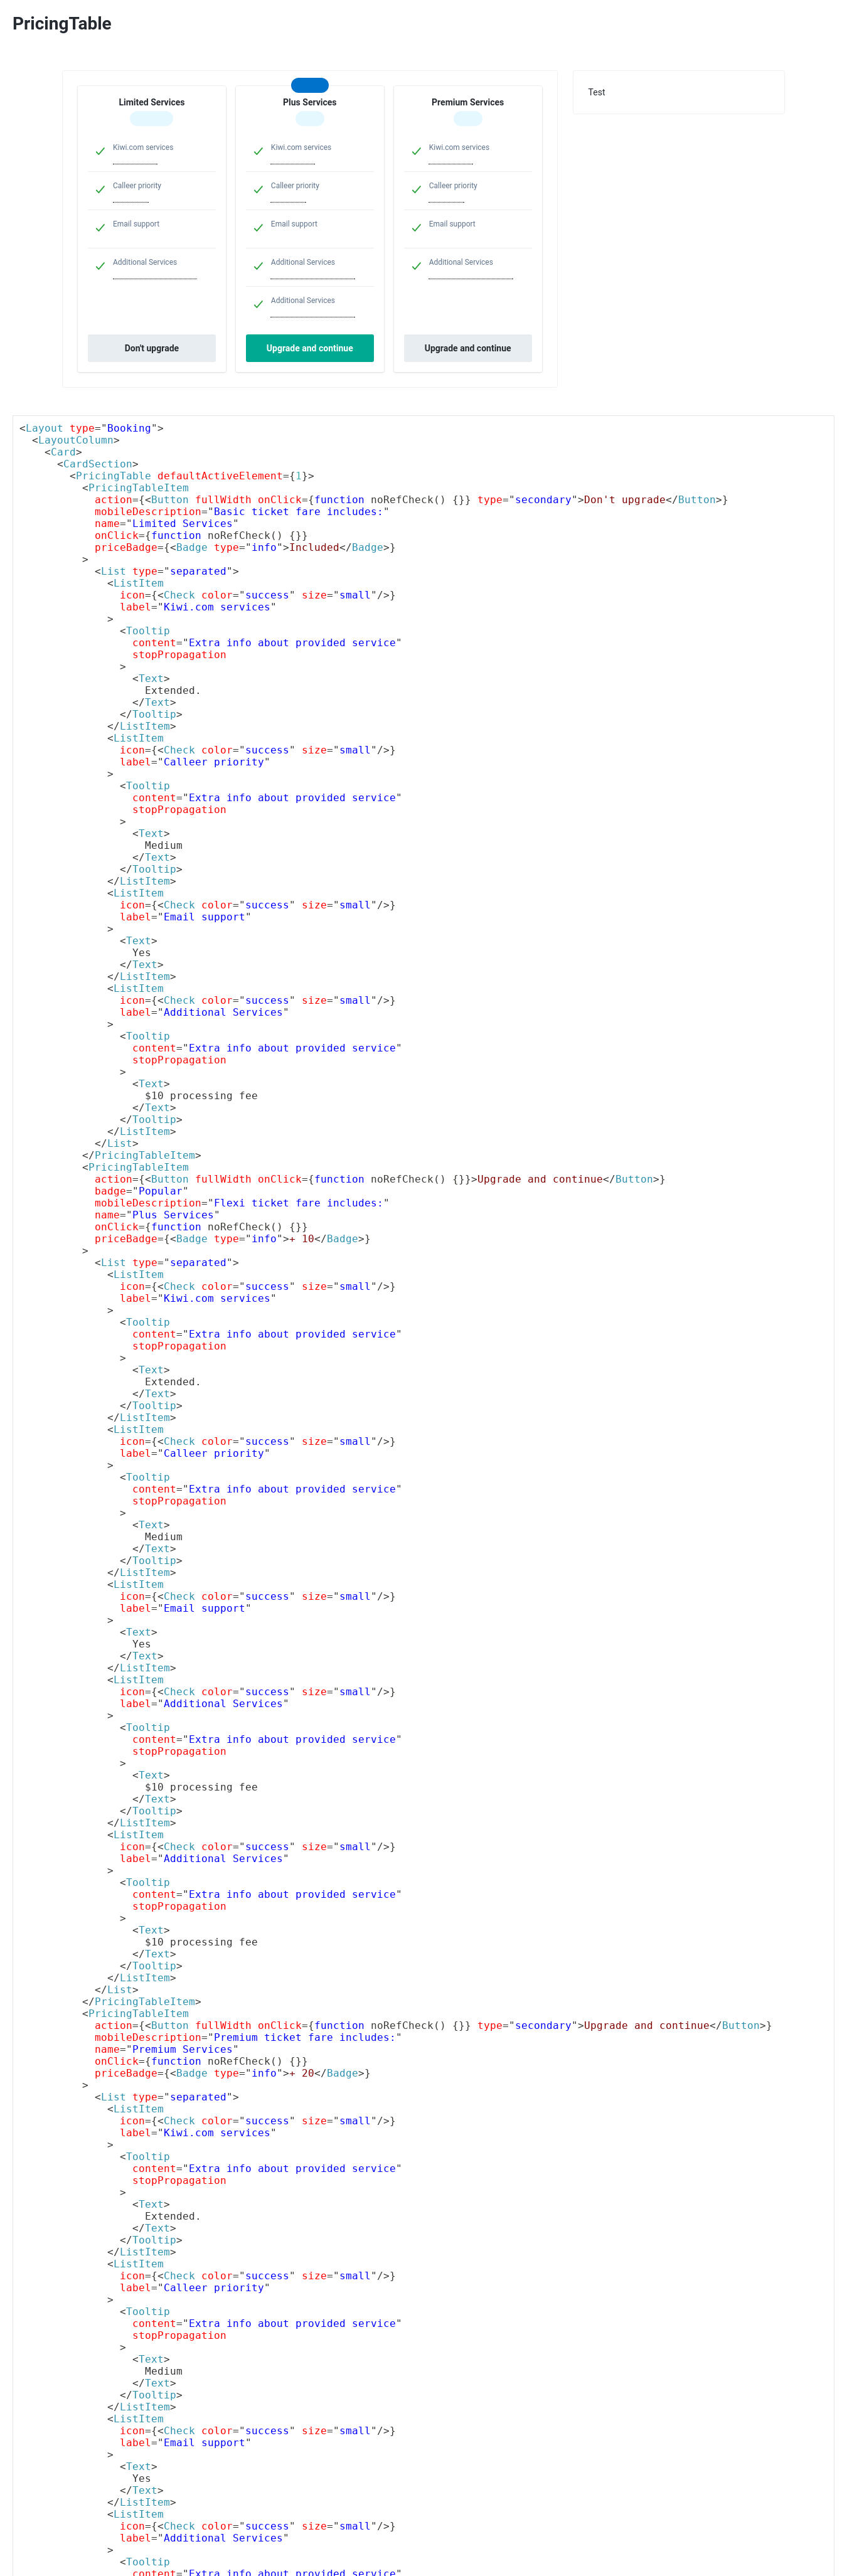 PricingTable
Limited Services
Plus Services
Premium Services
Test
Kiwi.com services
Kiwi.com services
Kiwi.com services
Calleer priority
Calleer priority
Calleer priority
Email support
Email support
Email support
Additional Services
Additional Services
Additional Services
Additional Services
Don't upgrade
Upgrade and continue
Upgrade and continue
<Layout type="Booking">
<LayoutColumn>
<Card>
<CardSection>
<PricingTable defaultActiveElement={1}>
<PricingTableItem
action={<Button fullWidth onClick={function noRefCheck() {}} type="secondary">Don't upgrade</Button>}
mobileDescription="Basic ticket fare includes:"
name="Limited Services"
onClick={function noRefCheck() {}}
priceBadge={<Badge type="info">Included</Badge>}
>
<List type="separated">
<ListItem
icon={<Check color="success" size="small"/>}
label="Kiwi.com services"
>
<Tooltip
content="Extra info about provided service"
stopPropagation
>
<Text>
Extended.
</Text>
</Tooltip>
</ListItem>
<ListItem
icon={<Check color="success" size="small"/>}
label="Calleer priority"
>
<Tooltip
content="Extra info about provided service"
stopPropagation
>
<Text>
Medium
</Text>
</Tooltip>
</ListItem>
<ListItem
icon={<Check color="success" size="small"/>}
label="Email support"
>
<Text>
Yes
</Text>
</ListItem>
<ListItem
icon={<Check color="success" size="small"/>}
label="Additional Services"
>
<Tooltip
content="Extra info about provided service"
stopPropagation
>
<Text>
$10 processing fee
</Text>
</Tooltip>
</ListItem>
</List>
</PricingTableItem>
<PricingTableItem
action={<Button fullWidth onClick={function noRefCheck() {}}>Upgrade and continue</Button>}
badge="Popular"
mobileDescription="Flexi ticket fare includes:"
name="Plus Services"
onClick={function noRefCheck() {}}
priceBadge={<Badge type="info">+ 10</Badge>}
>
<List type="separated">
<ListItem
icon={<Check color="success" size="small"/>}
label="Kiwi.com services"
>
<Tooltip
content="Extra info about provided service"
stopPropagation
>
<Text>
Extended.
</Text>
</Tooltip>
</ListItem>
<ListItem
icon={<Check color="success" size="small"/>}
label="Calleer priority"
>
<Tooltip
content="Extra info about provided service"
stopPropagation
>
<Text>
Medium
</Text>
</Tooltip>
</ListItem>
<ListItem
icon={<Check color="success" size="small"/>}
label="Email support"
>
<Text>
Yes
</Text>
</ListItem>
<ListItem
icon={<Check color="success" size="small"/>}
label="Additional Services"
>
<Tooltip
content="Extra info about provided service"
stopPropagation
>
<Text>
$10 processing fee
</Text>
</Tooltip>
</ListItem>
<ListItem
icon={<Check color="success" size="small"/>}
label="Additional Services"
>
<Tooltip
content="Extra info about provided service"
stopPropagation
>
<Text>
$10 processing fee
</Text>
</Tooltip>
</ListItem>
</List>
</PricingTableItem>
<PricingTableItem
action={<Button fullWidth onClick={function noRefCheck() {}} type="secondary">Upgrade and continue</Button>}
mobileDescription="Premium ticket fare includes:"
name="Premium Services"
onClick={function noRefCheck() {}}
priceBadge={<Badge type="info">+ 20</Badge>}
>
<List type="separated">
<ListItem
icon={<Check color="success" size="small"/>}
label="Kiwi.com services"
>
<Tooltip
content="Extra info about provided service"
stopPropagation
>
<Text>
Extended.
</Text>
</Tooltip>
</ListItem>
<ListItem
icon={<Check color="success" size="small"/>}
label="Calleer priority"
>
<Tooltip
content="Extra info about provided service"
stopPropagation
>
<Text>
Medium
</Text>
</Tooltip>
</ListItem>
<ListItem
icon={<Check color="success" size="small"/>}
label="Email support"
>
<Text>
Yes
</Text>
</ListItem>
<ListItem
icon={<Check color="success" size="small"/>}
label="Additional Services"
>
<Tooltip
content="Extra info about provided service"